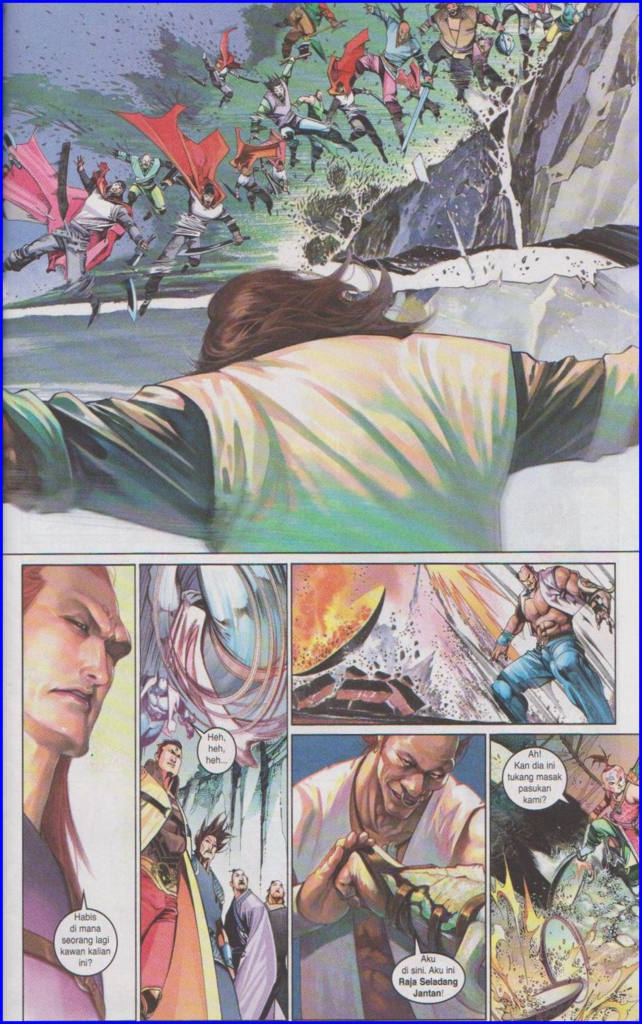 Habis
di mana
seorang lagi
kawan kalian
ini?
Heh,
heh,
heh...
Aku
di sini. Aku ini
Raja Seladang
Jantan!
Ah!
Kan dia ini
tukang masak
pasukan
kami?